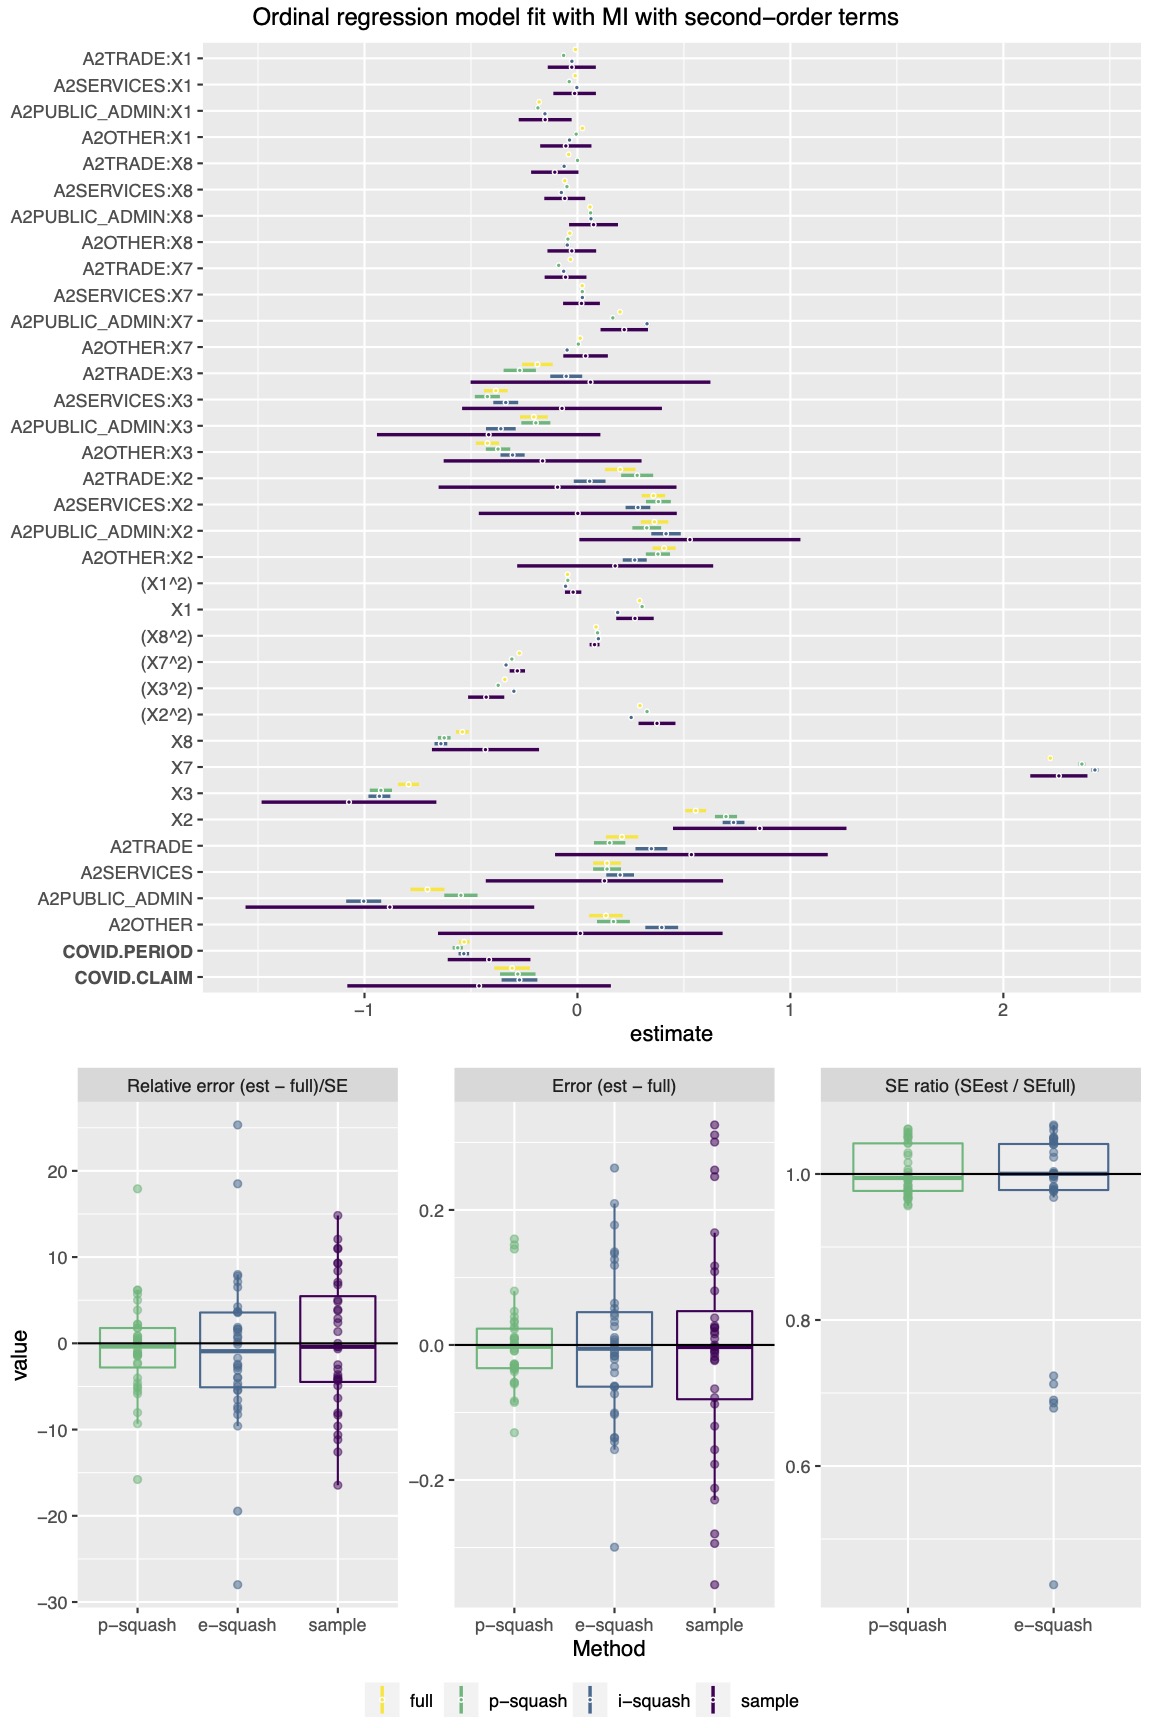 Ordinal regression model fit with MI with second−order terms
A2TRADE:X1
A2SERVICES:X1
A2PUBLIC_ADMIN:X1
A2OTHER:X1
A2TRADE:X8
A2SERVICES:X8
A2PUBLIC_ADMIN:X8
A2OTHER:X8
A2TRADE:X7
A2SERVICES:X7
A2PUBLIC_ADMIN:X7
A2OTHER:X7
A2TRADE:X3
A2SERVICES:X3
A2PUBLIC_ADMIN:X3
A2OTHER:X3
A2TRADE:X2
A2SERVICES:X2
A2PUBLIC_ADMIN:X2
A2OTHER:X2
(X1^2)
X1
(X8^2)
(X7^2)
(X3^2)
(X2^2)
X8
X7
X3
X2
A2TRADE
A2SERVICES
A2PUBLIC_ADMIN
A2OTHER
COVID.PERIOD
COVID.CLAIM
−1 0 1 2
estimate
Relative error (est − full)/SE
Error (est − full)
SE ratio (SEest / SEfull)
value
20
10
0
−10
−20
−30
0.2
0.0
−0.2
1.0
0.8
0.6
p−squash e−squash sample
p−squash e−squash sample
p−squash e−squash
Method
full p−squash i−squash sample